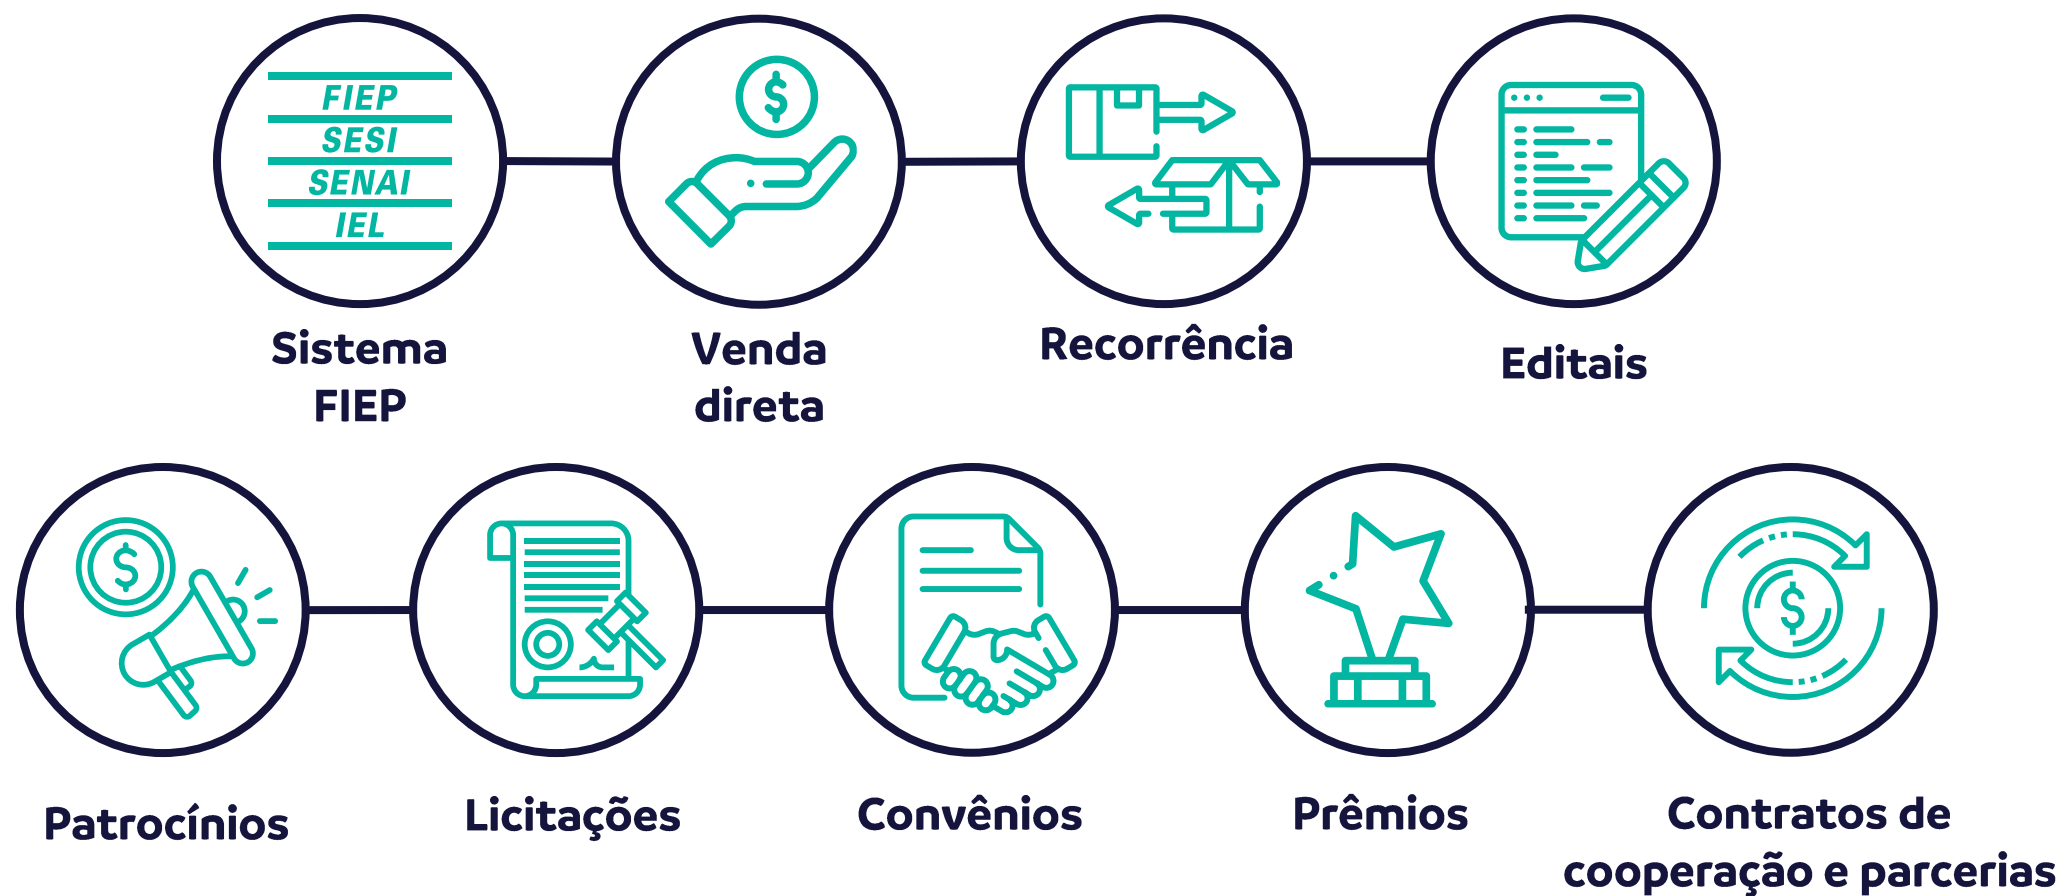 FIEP
SESI
SENAI
IEL
$
Sistema
FIEP
Venda
direta
Recorrência
Editais
$
$
Patrocínios
Licitações
Convênios
Prêmios
Contratos de
cooperação e parcerias